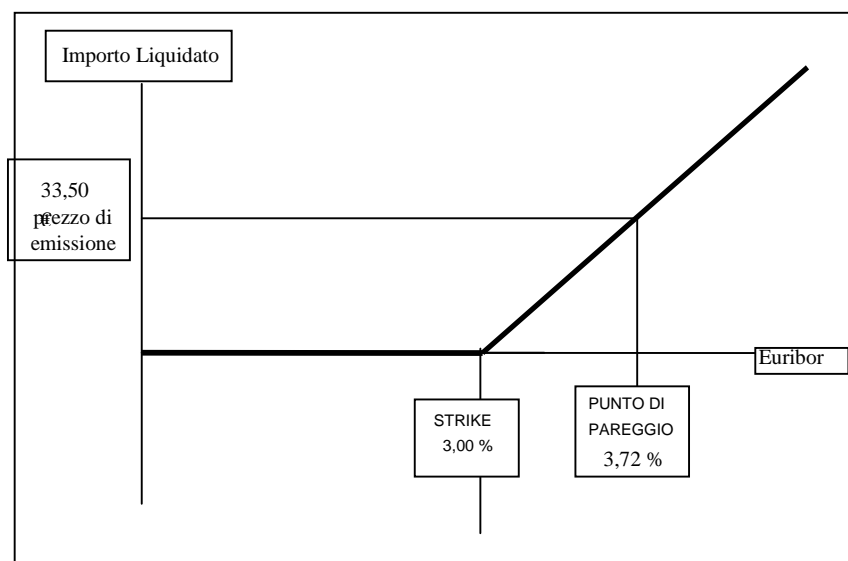 Importo Liquidato
33,50
€
prezzo di
emissione
Euribor
STRIKE
3,00 %
PUNTO DI
PAREGGIO
3,72 %